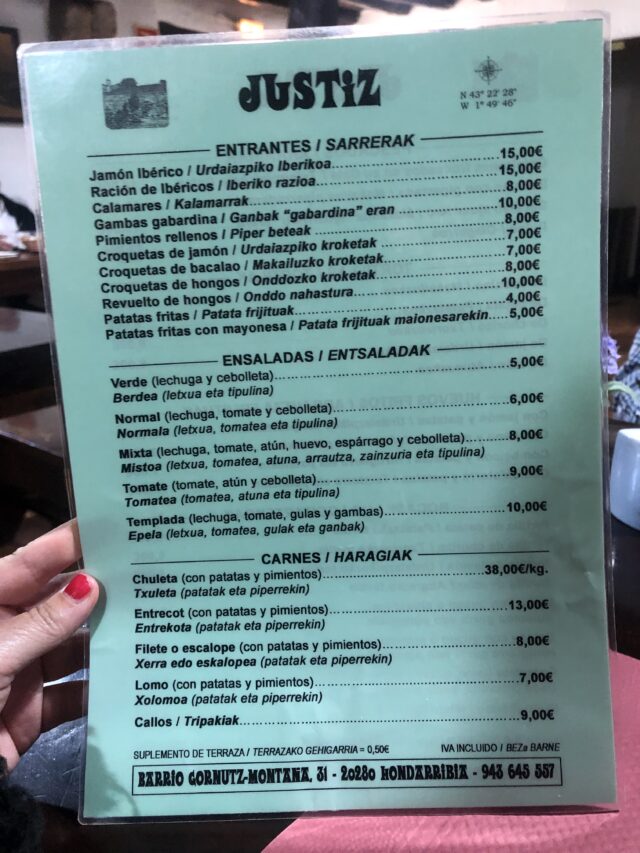 JUSTIZ
N 43° 22' 28"
W 1° 49' 46"
ENTRANTES / SARRERAK
Jamón Ibérico / Urdaiazpiko Iberikoa 15,00€
Ración de Ibéricos / Iberiko razioa 15,00€
Calamares / Kalamarrak 8,00€
Gambas gabardina / Ganbak “gabardina” eran 10,00€
Pimientos rellenos / Piper beteak 8,00€
Croquetas de jamón / Urdaiazpiko kroketak 7,00€
Croquetas de bacalao / Makailuzko kroketak 7,00€
Croquetas de hongos / Onddozko kroketak 8,00€
Revuelto de hongos / Onddo nahastura 10,00€
Patatas fritas / Patata frijituak 4,00€
Patatas fritas con mayonesa / Patata frijituak maionesarekin 5,00€
ENSALADAS / ENTSALADAK
Verde (lechuga y cebolleta) 5,00€
Berdea (letxua eta tipulina)
Normal (lechuga, tomate y cebolleta) 6,00€
Normala (letxua, tomatea eta tipulina)
Mixta (lechuga, tomate, atún, huevo, espárrago y cebolleta) 8,00€
Mistoa (letxua, tomatea, atuna, arrautza, zainzuria eta tipulina)
Tomate (tomate, atún y cebolleta) 9,00€
Tomatea (tomatea, atuna eta tipulina)
Templada (lechuga, tomate, gulas y gambas) 10,00€
Epela (letxua, tomatea, gulak eta ganbak)
CARNES / HARAGIAK
Chuleta (con patatas y pimientos) 38,00€/kg.
Txuleta (patatak eta piperrekin)
Entrecot (con patatas y pimientos) 13,00€
Entrekota (patatak eta piperrekin)
Filete o escalope (con patatas y pimientos) 8,00€
Xerra edo eskalopea (patatak eta piperrekin)
Lomo (con patatas y pimientos) 7,00€
Xolomoa (patatak eta piperrekin)
Callos / Tripakiak 9,00€
SUPLEMENTO DE TERRAZA / TERRAZAKO GEHIGARRIA = 0,50€ IVA INCLUIDO / BEZa BARNE
BARRIO GORNUTZ-MONTAÑA, 31 - 20280 HONDARRIBIA - 943 645 557